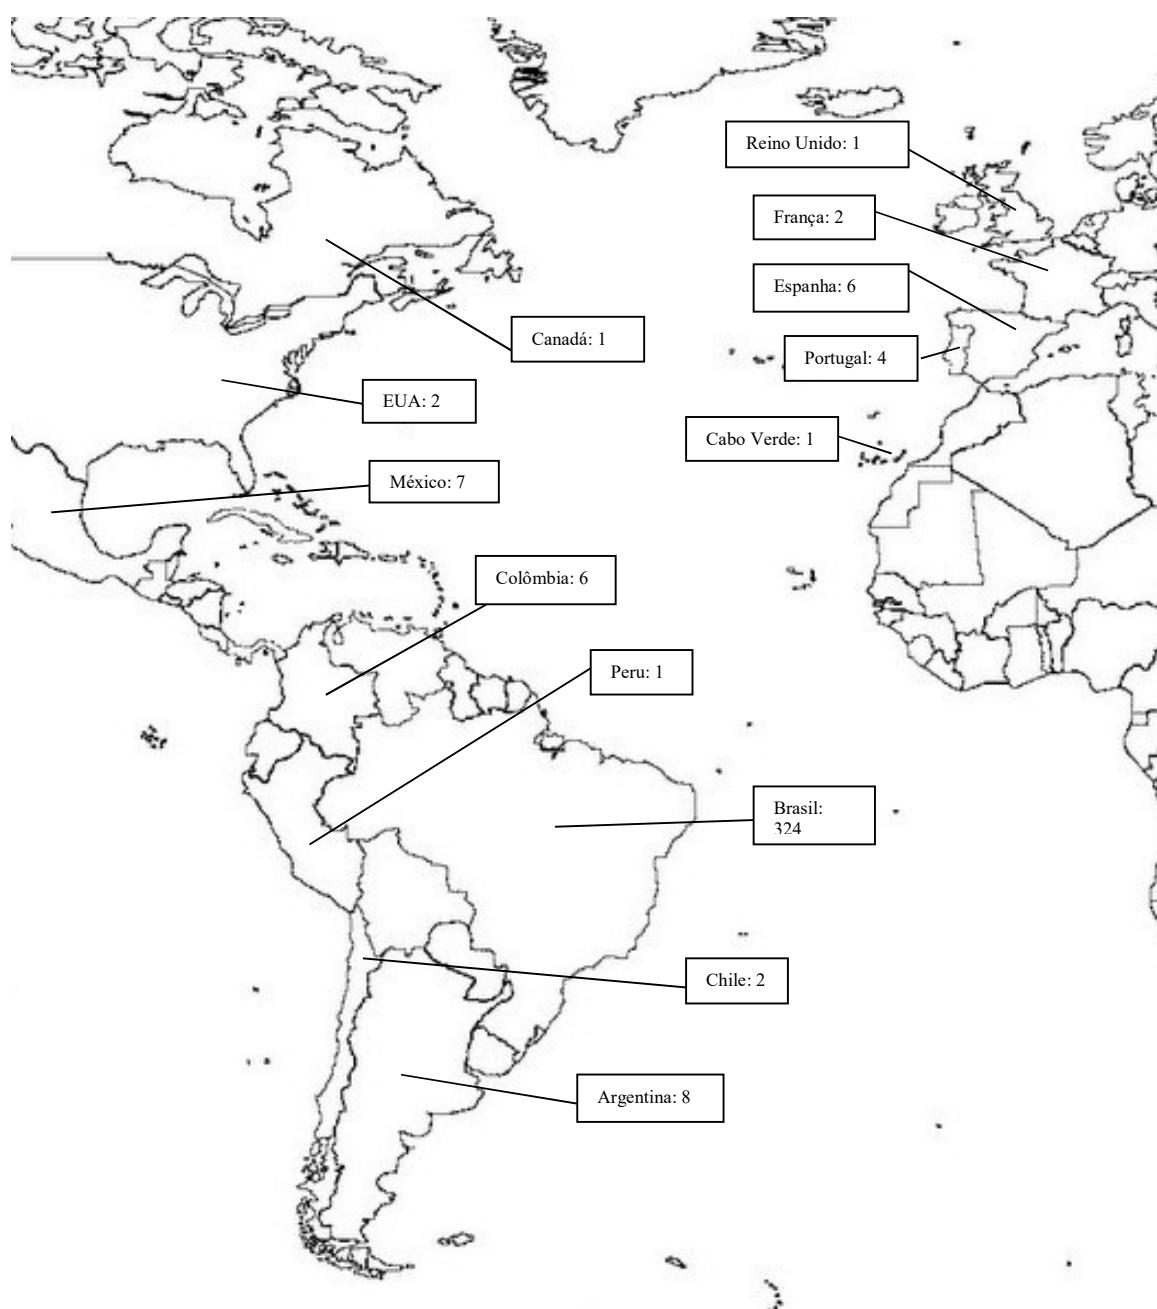 Reino Unido: 1
França: 2
Espanha: 6
Canadá: 1
Portugal: 4
EUA: 2
Cabo Verde: 1
México: 7
Colômbia: 6
Peru: 1
Brasil:
324
Chile: 2
Argentina: 8